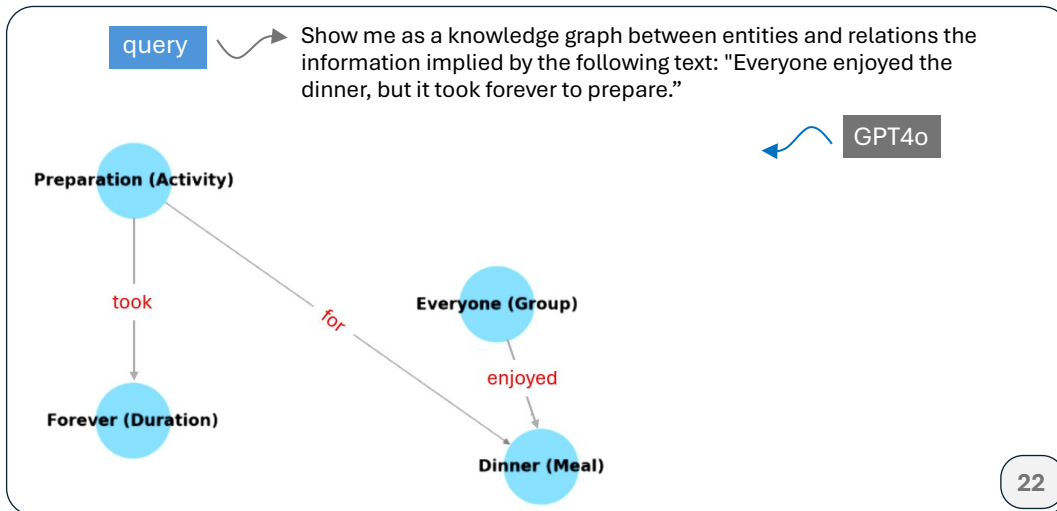 query
Show me as a knowledge graph between entities and relations the
information implied by the following text: "Everyone enjoyed the
dinner, but it took forever to prepare.”
GPT4o
Preparation (Activity)
took
for
Everyone (Group)
enjoyed
Forever (Duration)
Dinner (Meal)
22